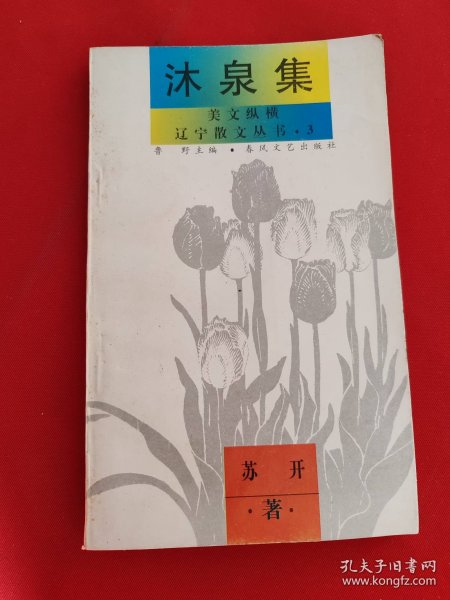 沐泉集
美文纵横
辽宁散文丛书·3
鲁 野主编·春风文艺出版社
苏 开
·著·
孔夫子旧书网
www.kongfz.com